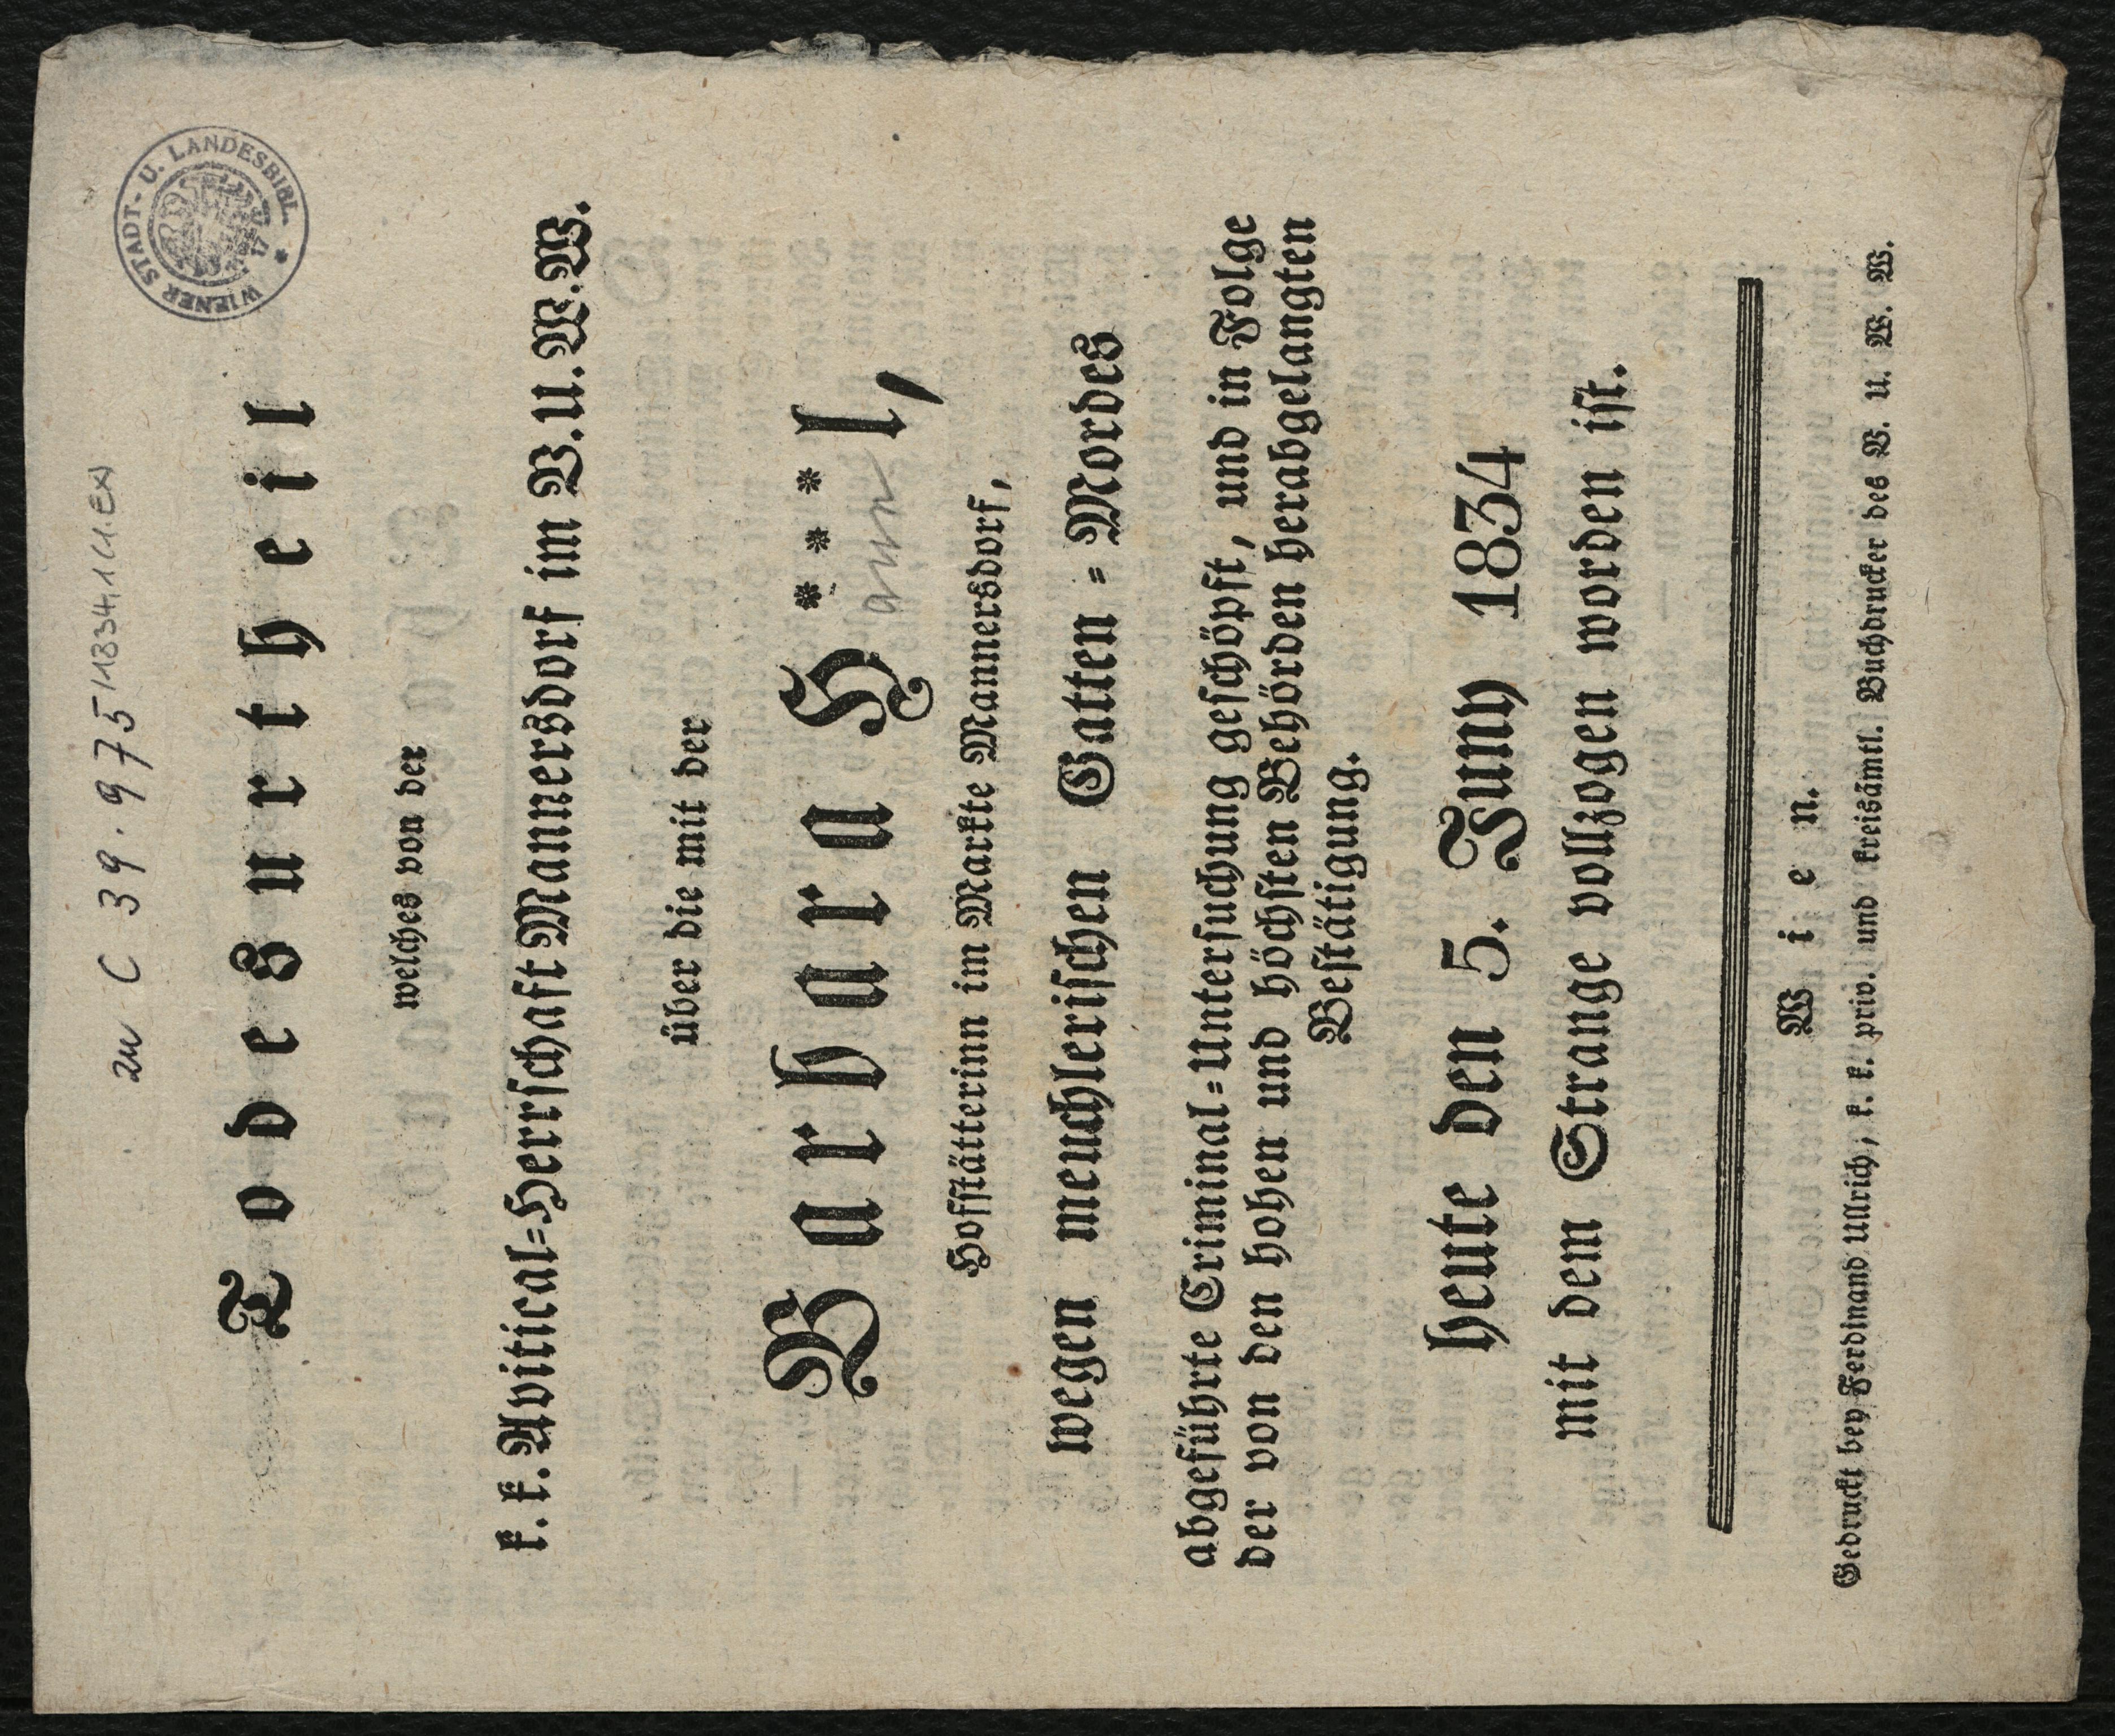 zu C 39.975/1834,1.1.Ex
WIENER STADT- U. LANDESBIBL.
Todesurtheil
welches von der
k. k. Avitical=Herrschaft Mannersdorf im V. U. W. W.
über die mit der
Barbara H***l,
Hofstätterinn im Markte Mannersdorf,
wegen meuchlerischen Gatten=Mordes
abgeführte Criminal=Untersuchung geschöpft, und in Folge
der von den hohen und höchsten Behörden herabgelangten
Bestätigung.
heute den 5. Juny 1834
mit dem Strange vollzogen worden ist.
Wien.
Gedruckt bey Ferdinand Ullrich, k. k. priv. und kreisämtl. Buchdrucker des V. U. W. W.